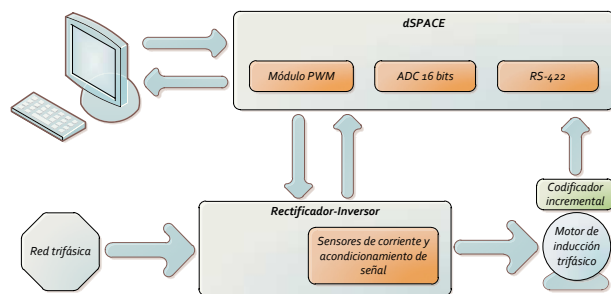 dSPACE
Módulo PWM
ADC 16 bits
RS-422
Codificador
incremental
Rectificador-Inversor
Red trifásica
Sensores de corriente y
acondicionamiento de
señal
Motor de
inducción
trifásico